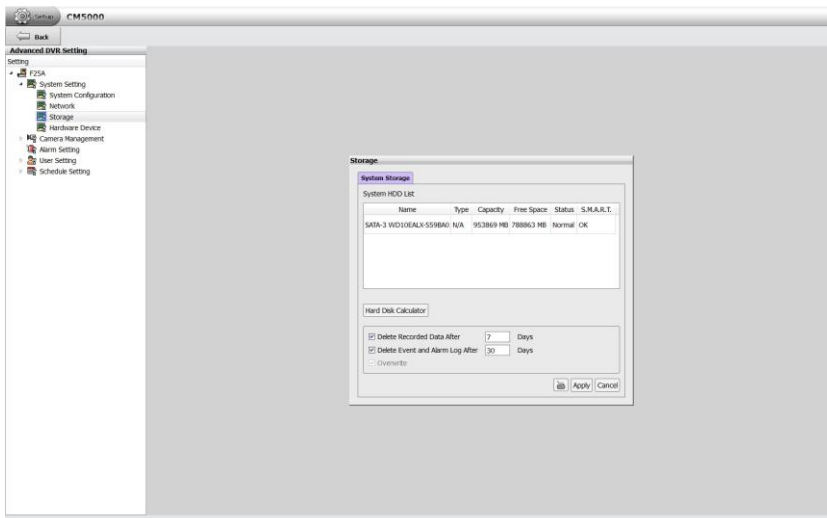 Setup CM5000
Back
Advanced DVR Setting
Setting
F25A
System Setting
System Configuration
Network
Storage
Hardware Device
Camera Management
Alarm Setting
User Setting
Schedule Setting
Storage
System Storage
System HDD List
Name Type Capacity Free Space Status S.M.A.R.T.
SATA-3 WD10EALX-559BA0 N/A 953869 MB 788863 MB Normal OK
Hard Disk Calculator
Delete Recorded Data After 7 Days
Delete Event and Alarm Log After 30 Days
Overwrite
Apply Cancel